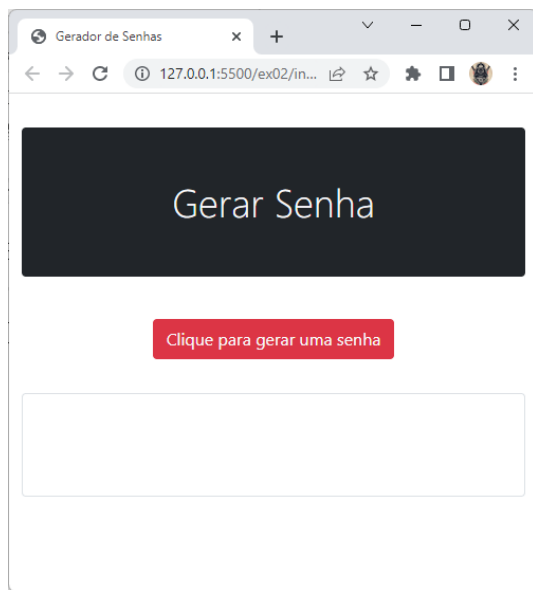 Gerador de Senhas
127.0.0.1:5500/ex02/in...
Gerar Senha
Clique para gerar uma senha